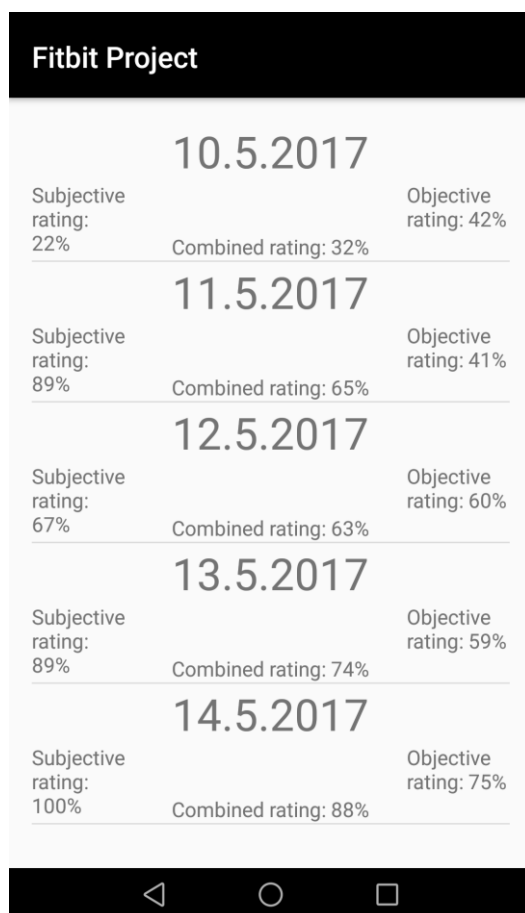 Fitbit Project
10.5.2017
Subjective
rating:
22%
Combined rating: 32%
Objective
rating: 42%
11.5.2017
Subjective
rating:
89%
Combined rating: 65%
Objective
rating: 41%
12.5.2017
Subjective
rating:
67%
Combined rating: 63%
Objective
rating: 60%
13.5.2017
Subjective
rating:
89%
Combined rating: 74%
Objective
rating: 59%
14.5.2017
Subjective
rating:
100%
Combined rating: 88%
Objective
rating: 75%